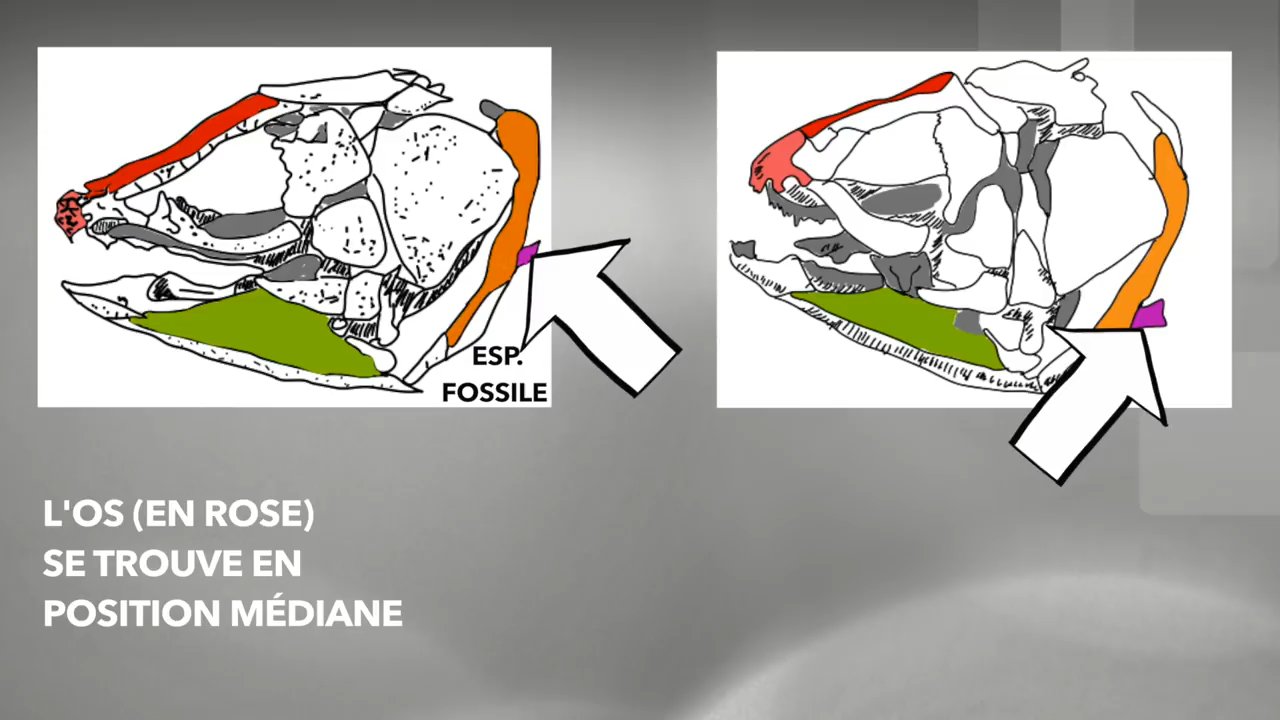 ESP.
FOSSILE
L'OS (EN ROSE)
SE TROUVE EN
POSITION MÉDIANE